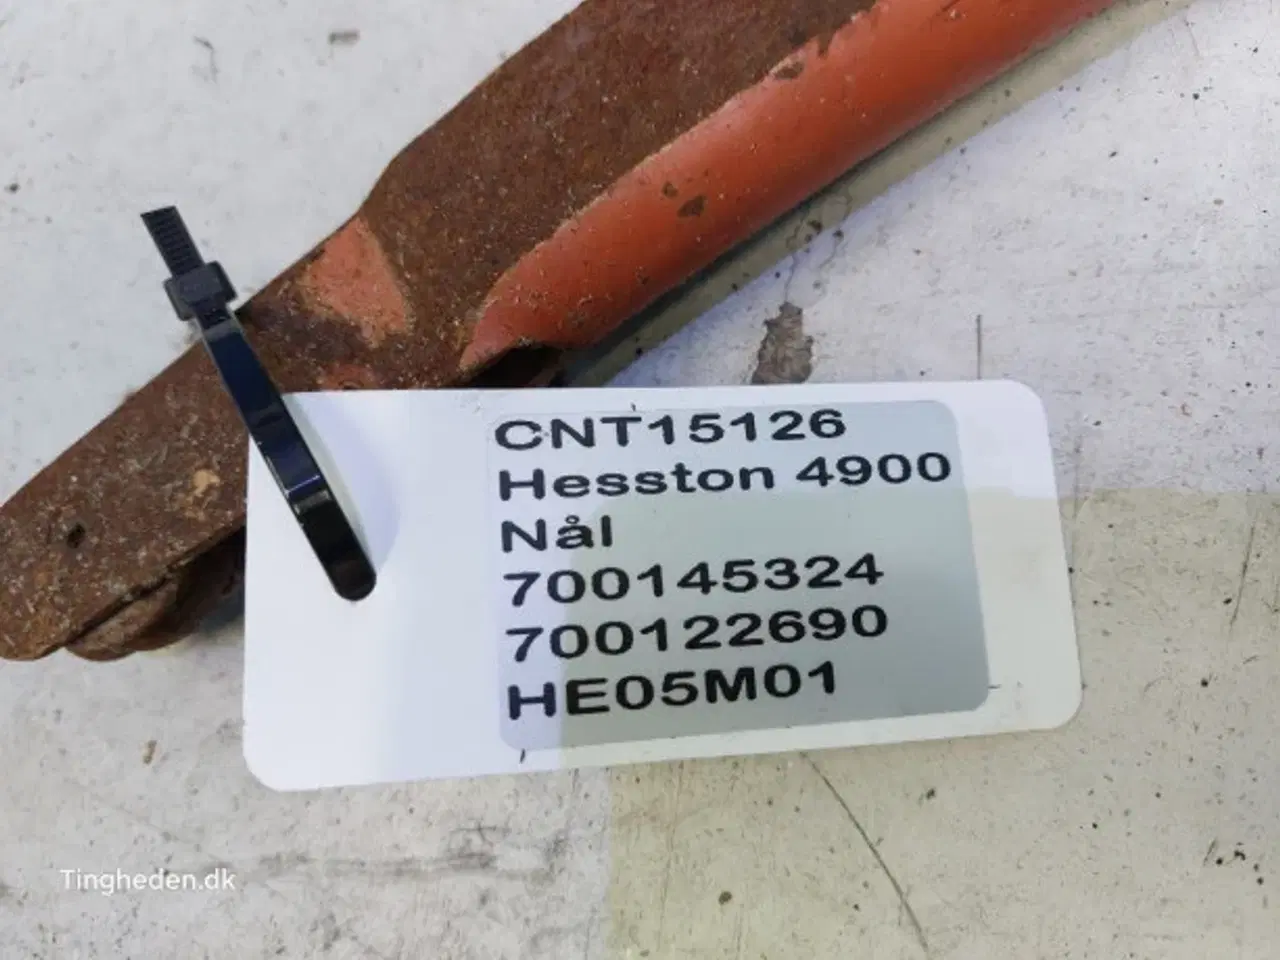 CNT15126
Hesston 4900
Nål
700145324
700122690
HE05M01
Tingheden.dk